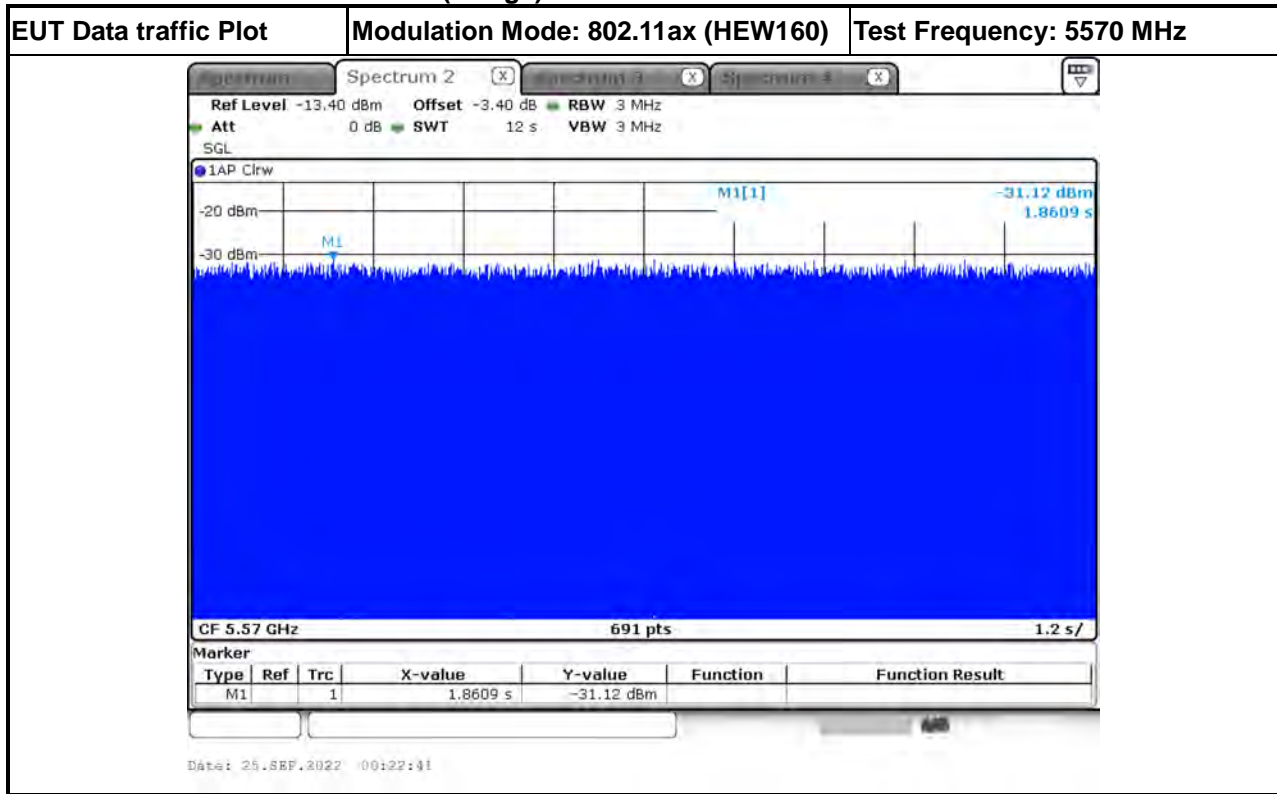 EUT Data traffic Plot Modulation Mode: 802.11ax (HEW160) Test Frequency: 5570 MHz
Spectrum 2 X X X
Ref Level -13.40 dBm Offset -3.40 dB RBW 3 MHz
Att 0 dB SWT 12 s VBW 3 MHz
SGL
1AP Clrw
M1[1] -31.12 dBm
-20 dBm 1.8609 s
M1
-30 dBm
CF 5.57 GHz 691 pts 1.2 s/
Marker
Type Ref Trc X-value Y-value Function Function Result
M1 1 1.8609 s -31.12 dBm
Date: 25.SEP.2022 00:22:41